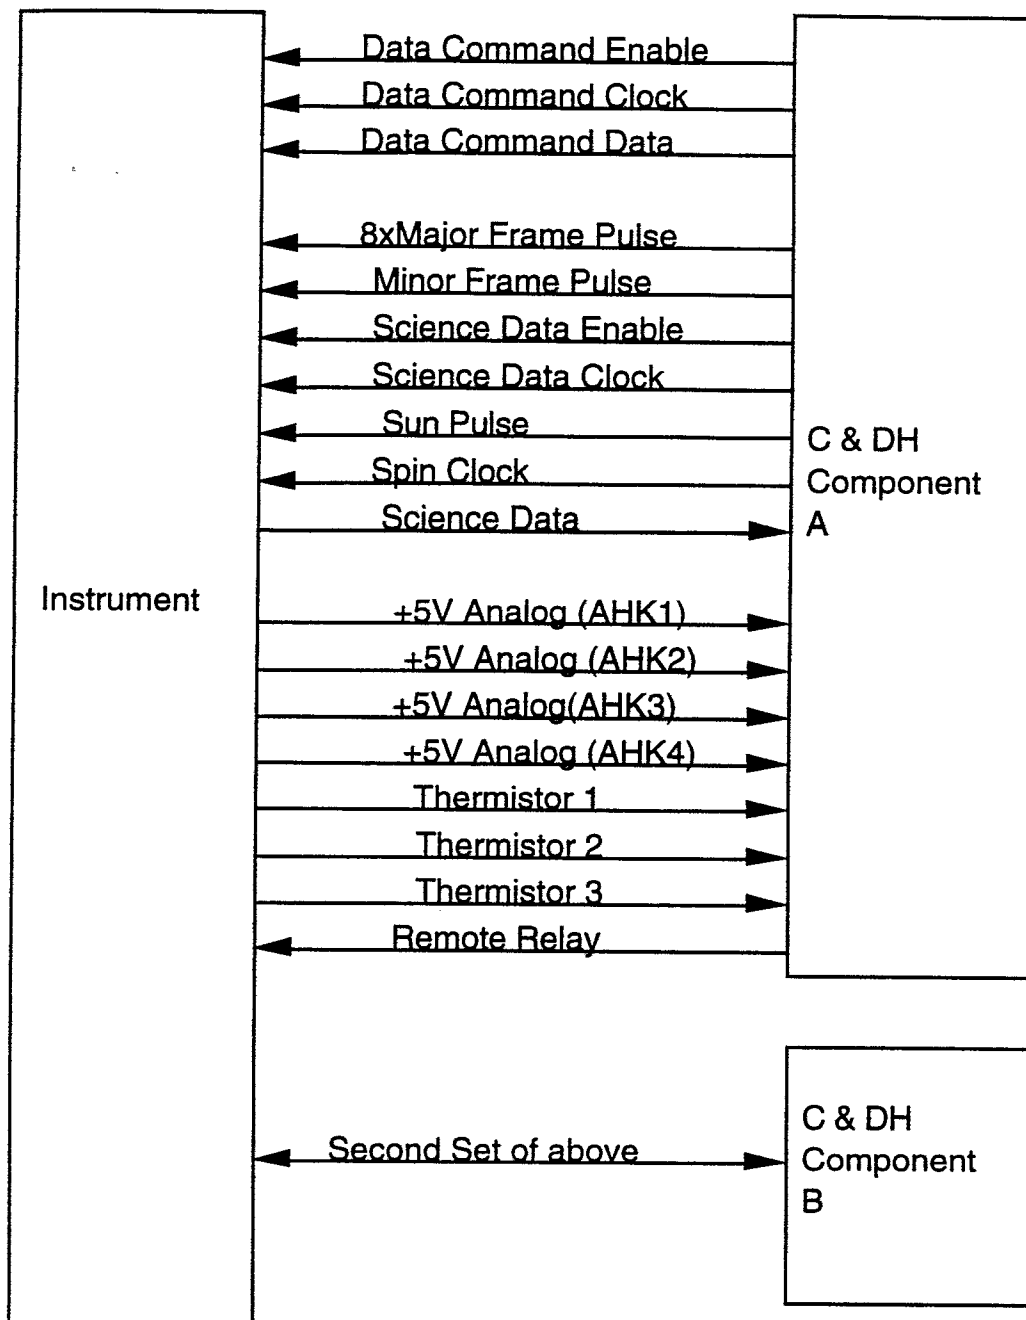 Data Command Enable
Data Command Clock
Data Command Data
8xMajor Frame Pulse
Minor Frame Pulse
Science Data Enable
Science Data Clock
Sun Pulse
Spin Clock
Science Data
C & DH
Component
A
Instrument
+5V Analog (AHK1)
+5V Analog (AHK2)
+5V Analog(AHK3)
+5V Analog (AHK4)
Thermistor 1
Thermistor 2
Thermistor 3
Remote Relay
Second Set of above
C & DH
Component
B